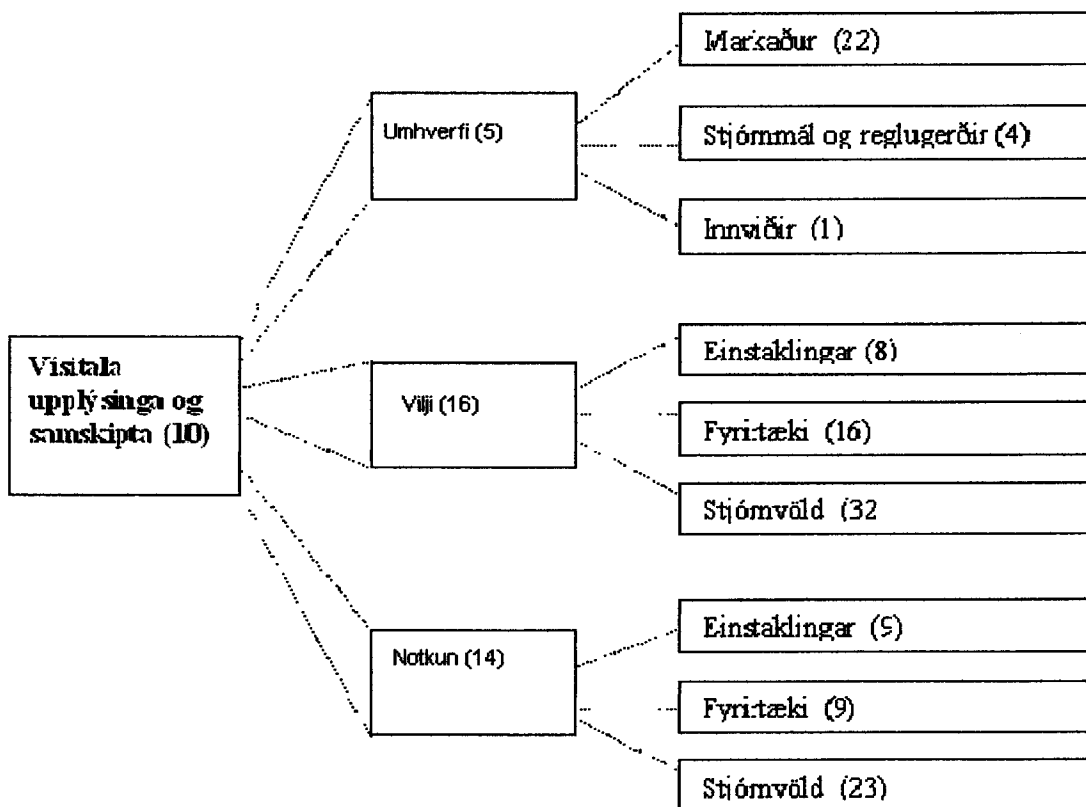 Markaður (22)
Umhverfi (5)
Stjórnmál og reglugerðir (4)
Innviðir (1)
Vísitala
upplýsinga og
samskipta (10)
Einstaklingar (8)
Vilji (16)
Fyrirtæki (16)
Stjórnvöld (32
Einstaklingar
Notkun (14)
Fyrirtæki (9)
Stjórnvöld (23)